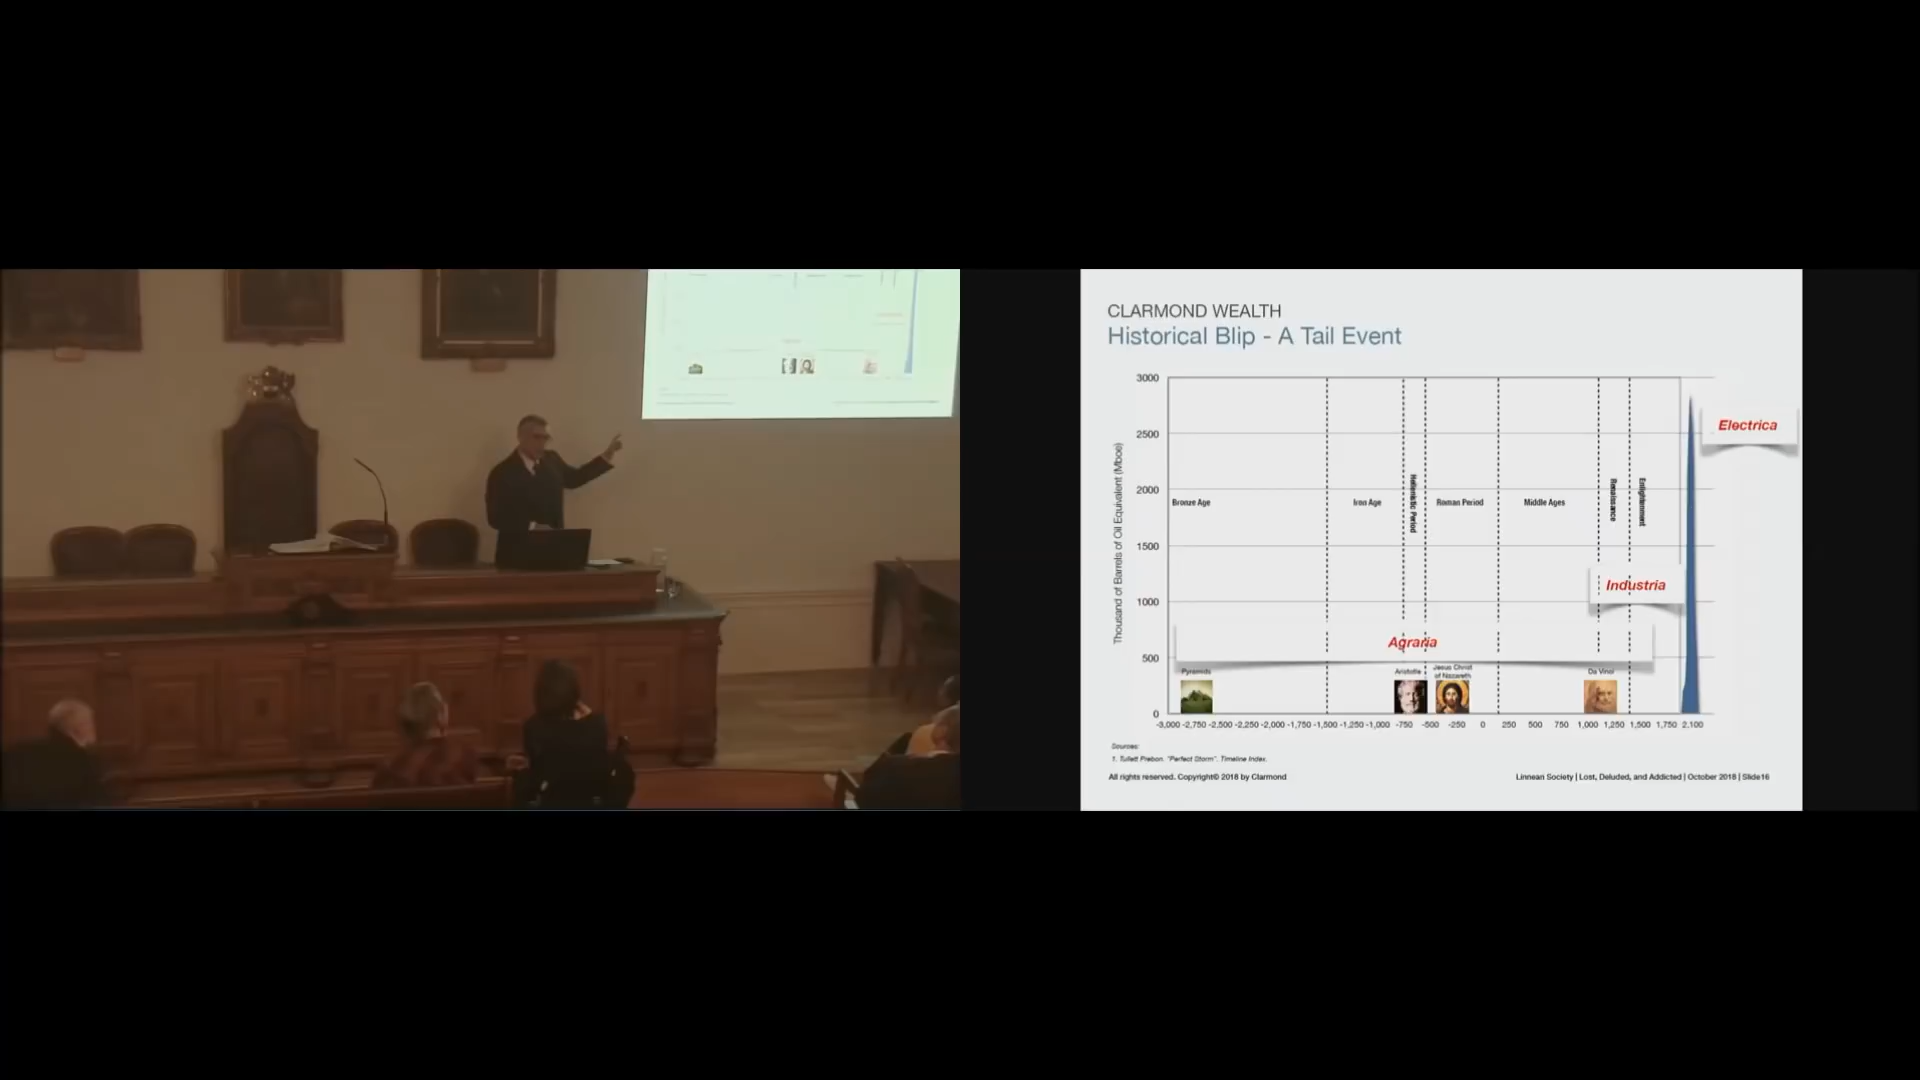 CLARMOND WEALTH
Historical Blip - A Tail Event
Thousand of Barrels of Oil Equivalent (Mboe)
3000
2500
2000
1500
1000
500
0
Bronze Age
Iron Age
Hellenistic Period
Roman Period
Middle Ages
Renaissance
Enlightenment
Electrica
Industria
Agraria
Pyramids
Aristotle
Jesus Christ
of Nazareth
Da Vinci
-3,000 -2,750 -2,500 -2,250 -2,000 -1,750 -1,500 -1,250 -1,000 -750 -500 -250 0 250 500 750 1,000 1,250 1,500 1,750 2,100
Sources:
1. Tullett Prebon. "Perfect Storm". Timeline Index.
All rights reserved. Copyright© 2018 by Clarmond
Linnean Society | Lost, Deluded, and Addicted | October 2018 | Slide16